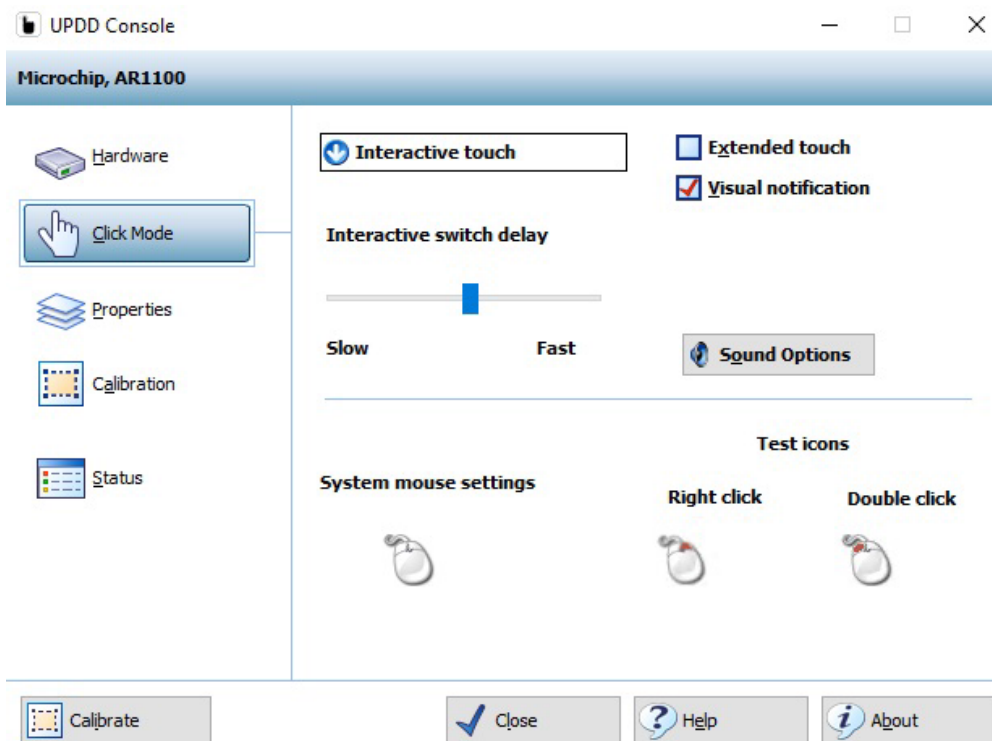 UPDD Console
Microchip, AR1100
Hardware
Click Mode
Properties
Calibration
Status
Interactive touch
Extended touch
Visual notification
Interactive switch delay
Slow Fast
Sound Options
Test icons
System mouse settings
Right click
Double click
Calibrate
Close
Help
About